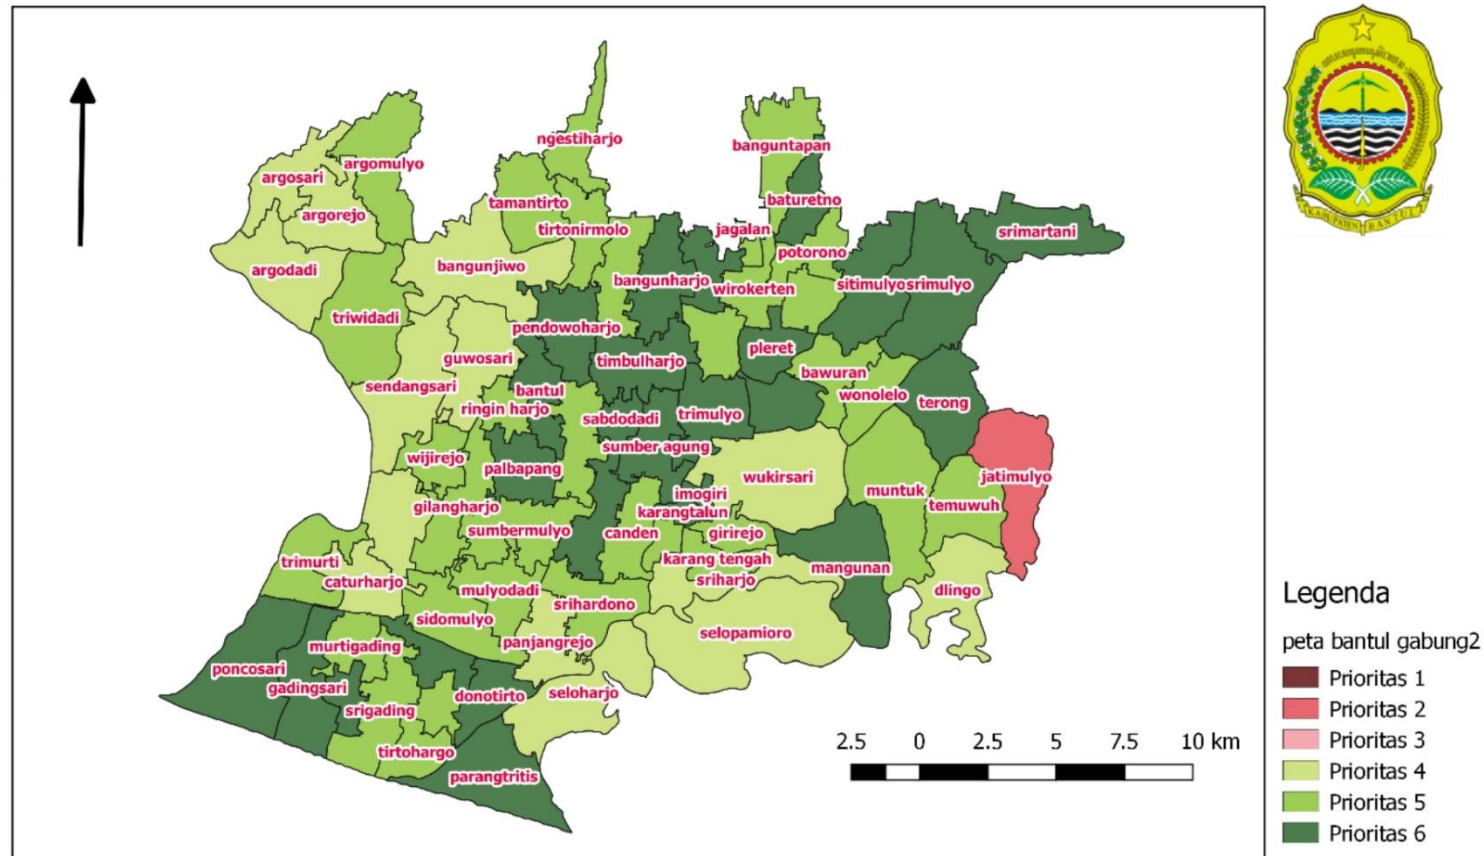 ngestiharjo
banguntapan
argomulyo
argosari
argorejo
tamantirto
baturetno
tirtonirmolo
jagalan
srimartani
potorono
argodadi
bangunjiwo
bangunharjo
wirokerten
sitimulyo
srimulyo
triwidadi
pendowoharjo
pleret
guwosari
timbulharjo
bawuran
sendangsari
bantul
wonolelo
terong
ringin harjo
sabdodadi
trimulyo
sumber agung
wijirejo
palbapang
wukirsari
jatimulyo
imogiri
muntuk
temuwuh
gilangharjo
karangtalun
sumbermulyo
canden
girirejo
trimurti
karang tengah
mangunan
caturharjo
sriharjo
mulyodadi
dlingo
srihardono
sidomulyo
selopamioro
murtigading
panjangrejo
poncosari
gadingsari
donotirto
seloharjo
srigading
tirtohargo
parangtritis
2.5 0 2.5 5 7.5 10 km
KABUPATEN BANTUL
Legenda
peta bantul gabung2
Prioritas 1
Prioritas 2
Prioritas 3
Prioritas 4
Prioritas 5
Prioritas 6